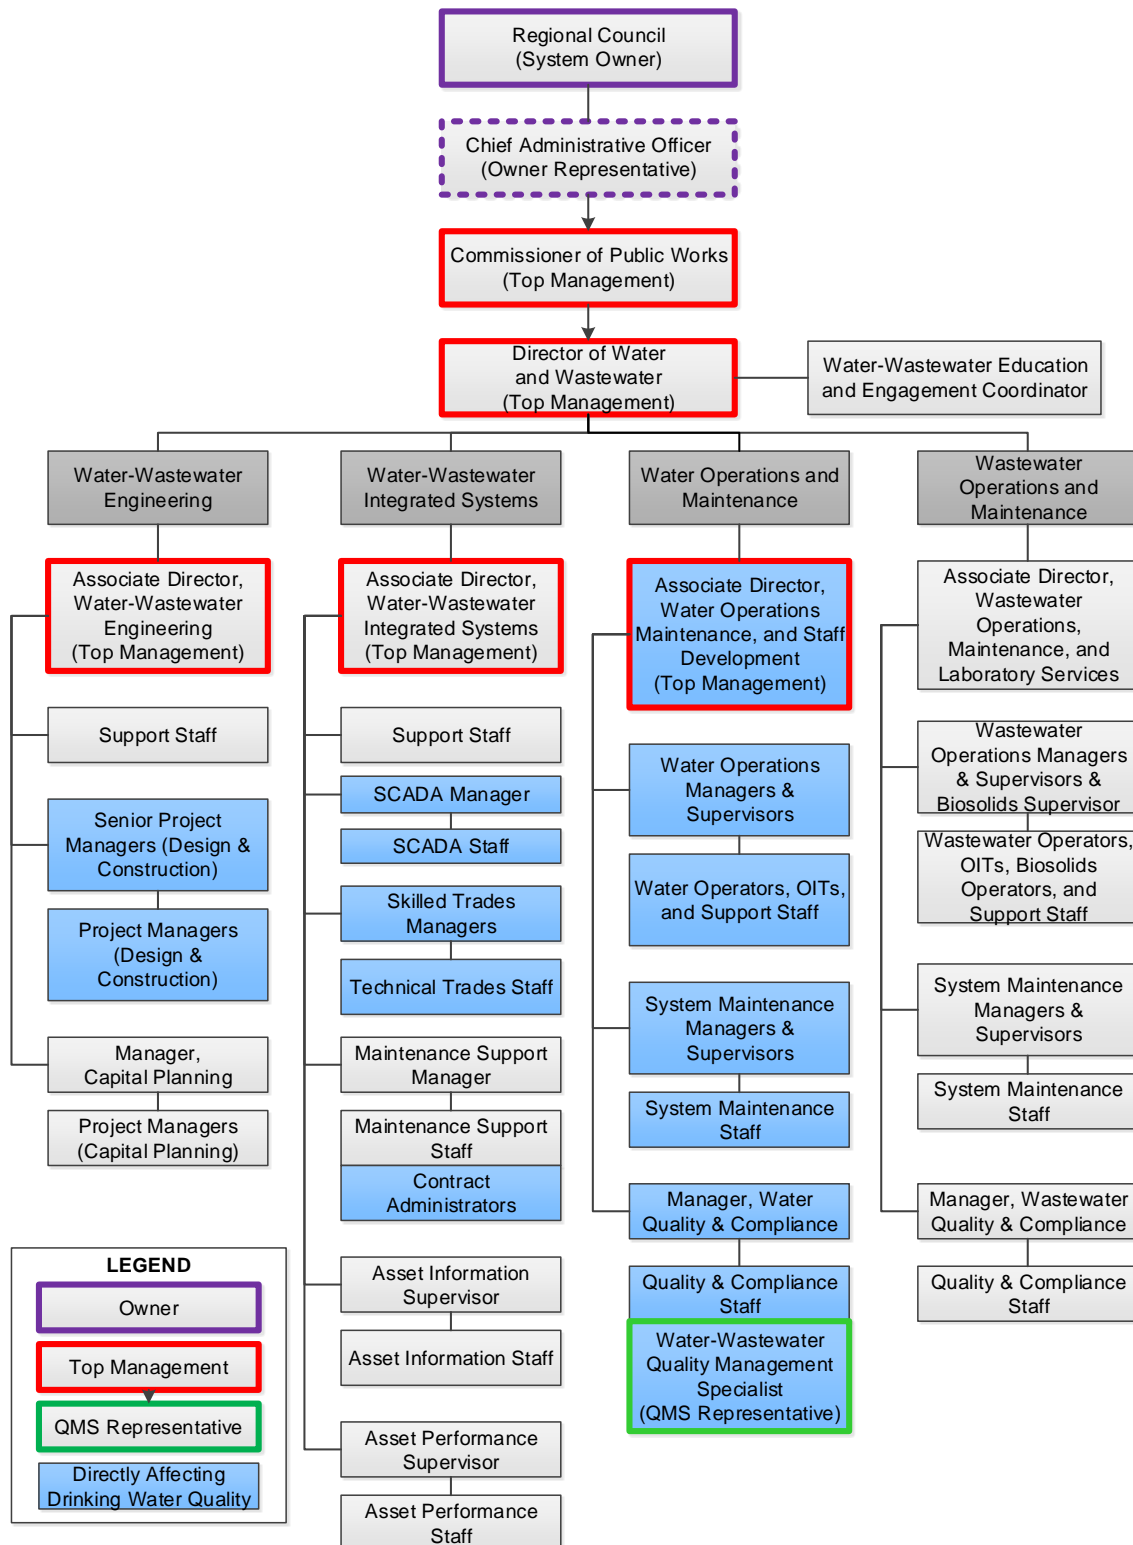 Regional Council
(System Owner)
Chief Administrative Officer
(Owner Representative)
Commissioner of Public Works
(Top Management)
Director of Water
and Wastewater
(Top Management)
Water-Wastewater Education
and Engagement Coordinator
Water-Wastewater
Engineering
Associate Director,
Water-Wastewater
Engineering
(Top Management)
Support Staff
Senior Project
Managers (Design &
Construction)
Project Managers
(Design &
Construction)
Manager,
Capital Planning
Project Managers
(Capital Planning)
Water-Wastewater
Integrated Systems
Associate Director,
Water-Wastewater
Integrated Systems
(Top Management)
Support Staff
SCADA Manager
SCADA Staff
Skilled Trades
Managers
Technical Trades Staff
Maintenance Support
Manager
Maintenance Support
Staff
Contract
Administrators
Asset Information
Supervisor
Asset Information Staff
Asset Performance
Supervisor
Asset Performance
Staff
Water Operations and
Maintenance
Associate Director,
Water Operations
Maintenance, and Staff
Development
(Top Management)
Water Operations
Managers &
Supervisors
Water Operators, OITs,
and Support Staff
System Maintenance
Managers &
Supervisors
System Maintenance
Staff
Manager, Water
Quality & Compliance
Quality & Compliance
Staff
Water-Wastewater
Quality Management
Specialist
(QMS Representative)
Wastewater
Operations and
Maintenance
Associate Director,
Wastewater
Operations,
Maintenance, and
Laboratory Services
Wastewater
Operations Managers
& Supervisors &
Biosolids Supervisor
Wastewater Operators,
OITs, Biosolids
Operators, and
Support Staff
System Maintenance
Managers &
Supervisors
System Maintenance
Staff
Manager, Wastewater
Quality & Compliance
Quality & Compliance
Staff
LEGEND
Owner
Top Management
QMS Representative
Directly Affecting
Drinking Water Quality